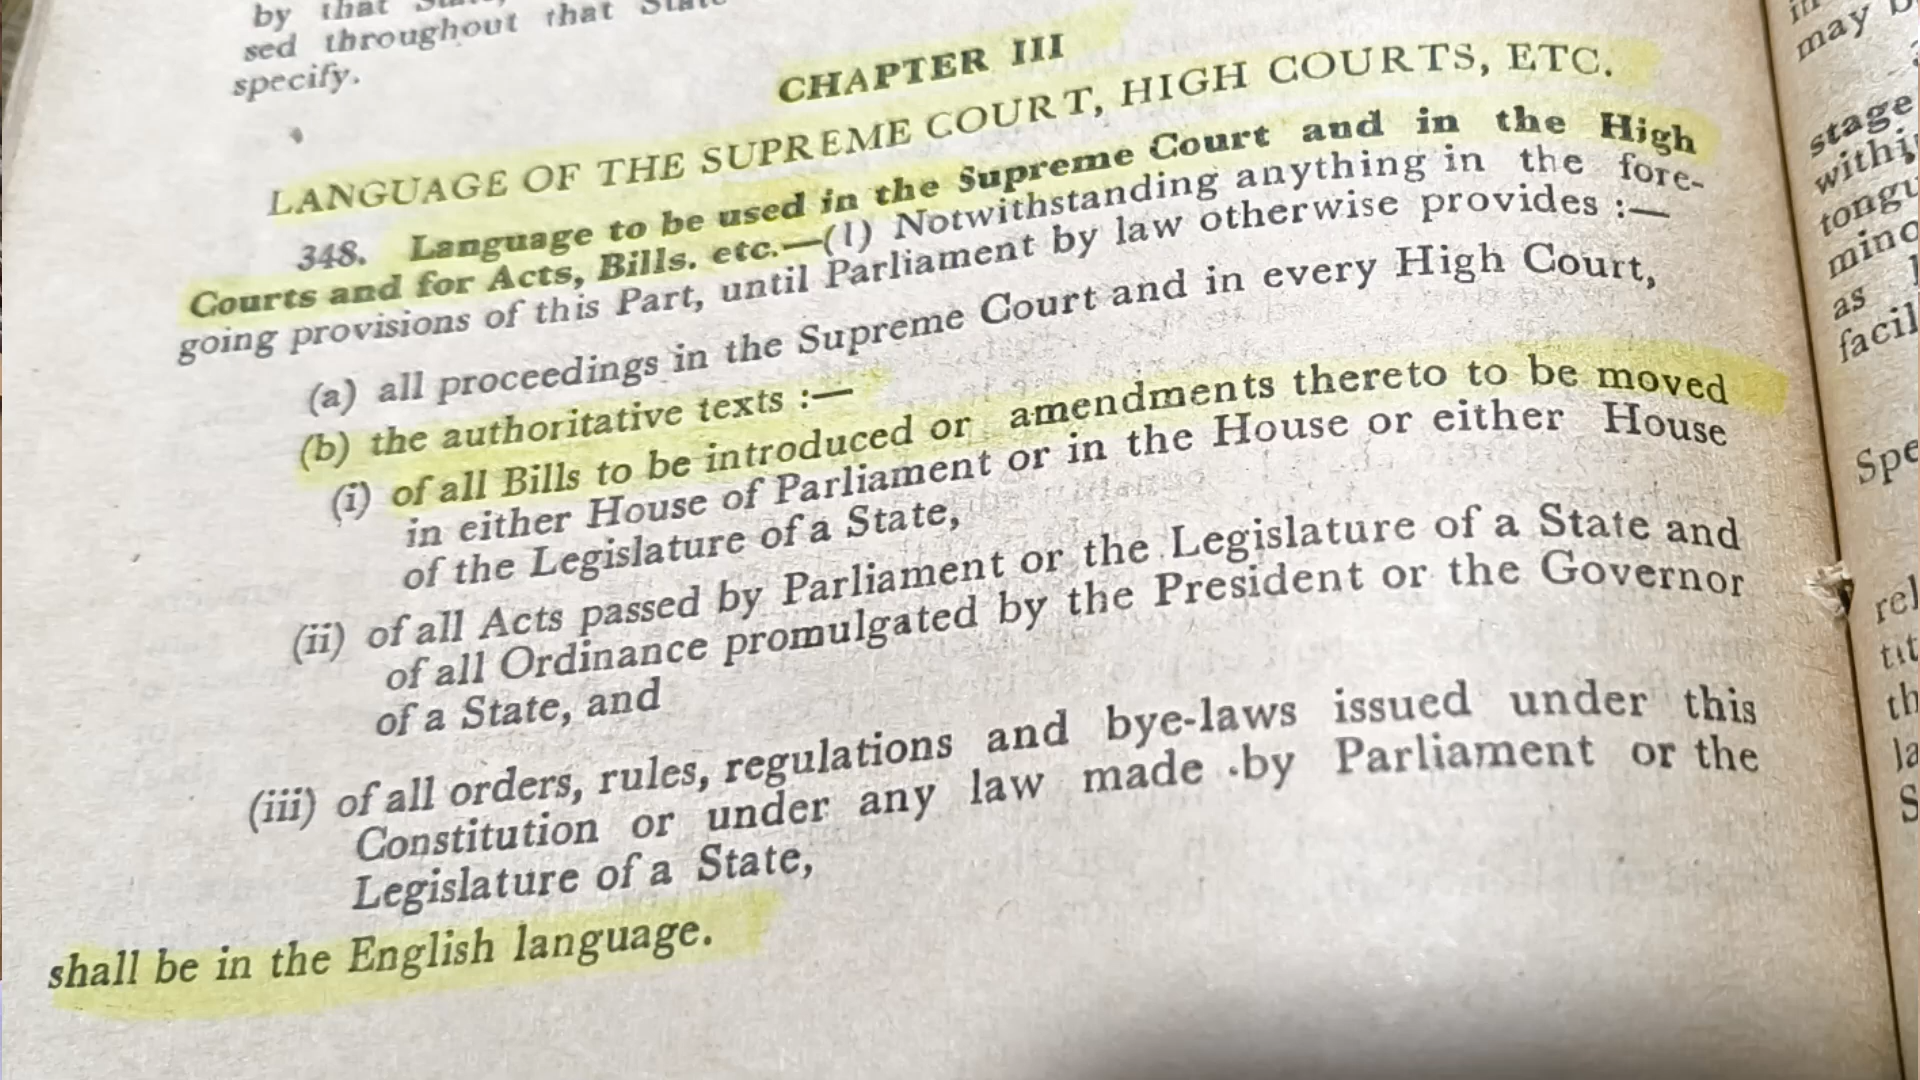 by that
sed throughout that State
specify.
CHAPTER III
LANGUAGE OF THE SUPREME COURT, HIGH COURTS, ETC.
348. Language to be used in the Supreme Court and in the High
Courts and for Acts, Bills. etc.—(1) Notwithstanding anything in the fore-
going provisions of this Part, until Parliament by law otherwise provides :—
(a) all proceedings in the Supreme Court and in every High Court,
(b) the authoritative texts :—
(i) of all Bills to be introduced or amendments thereto to be moved
in either House of Parliament or in the House or either House
of the Legislature of a State,
(ii) of all Acts passed by Parliament or the Legislature of a State and
of all Ordinance promulgated by the President or the Governor
of a State, and
(iii) of all orders, rules, regulations and bye-laws issued under this
Constitution or under any law made by Parliament or the
Legislature of a State,
shall be in the English language.
may
stage
as